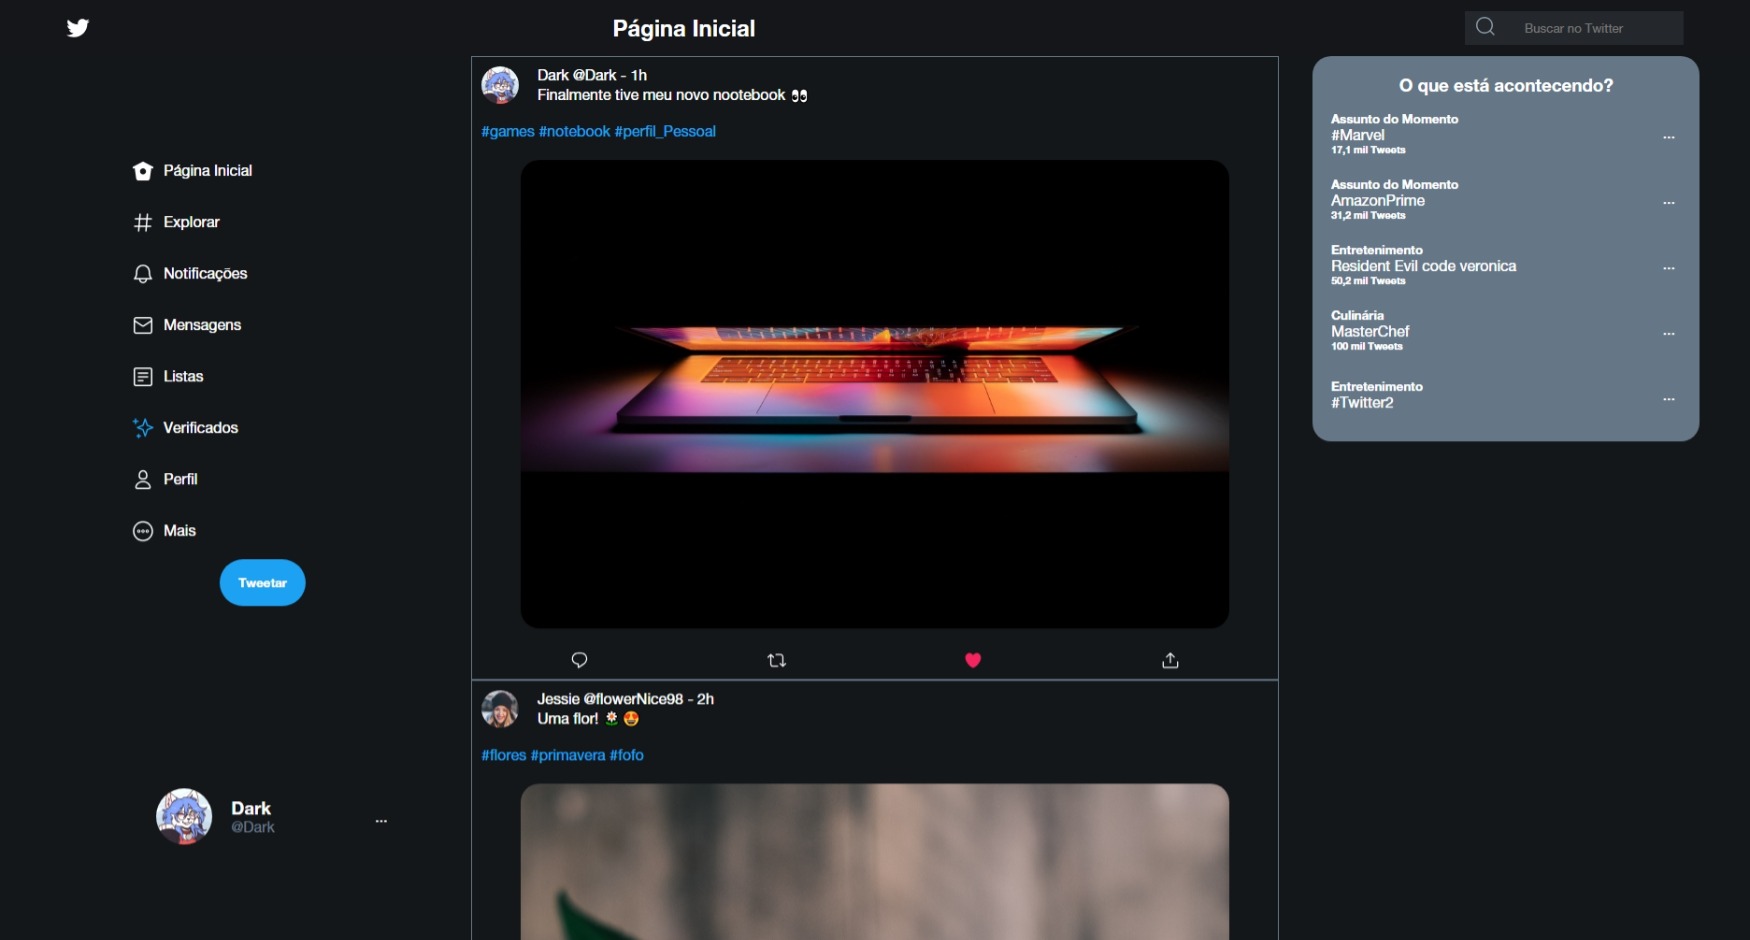 Página Inicial
Buscar no Twitter
Página Inicial
Explorar
Notificações
Mensagens
Listas
Verificados
Perfil
Mais
Tweetar
Dark
@Dark
...
Dark @Dark - 1h
Finalmente tive meu novo nootebook 👀
#games #notebook #perfil_Pessoal
Jessie @flowerNice98 - 2h
Uma flor! 🌼 😍
#flores #primavera #fofo
O que está acontecendo?
Assunto do Momento
#Marvel
17,1 mil Tweets
...
Assunto do Momento
AmazonPrime
31,2 mil Tweets
...
Entretenimento
Resident Evil code veronica
50,2 mil Tweets
...
Culinária
MasterChef
100 mil Tweets
...
Entretenimento
#Twitter2
...